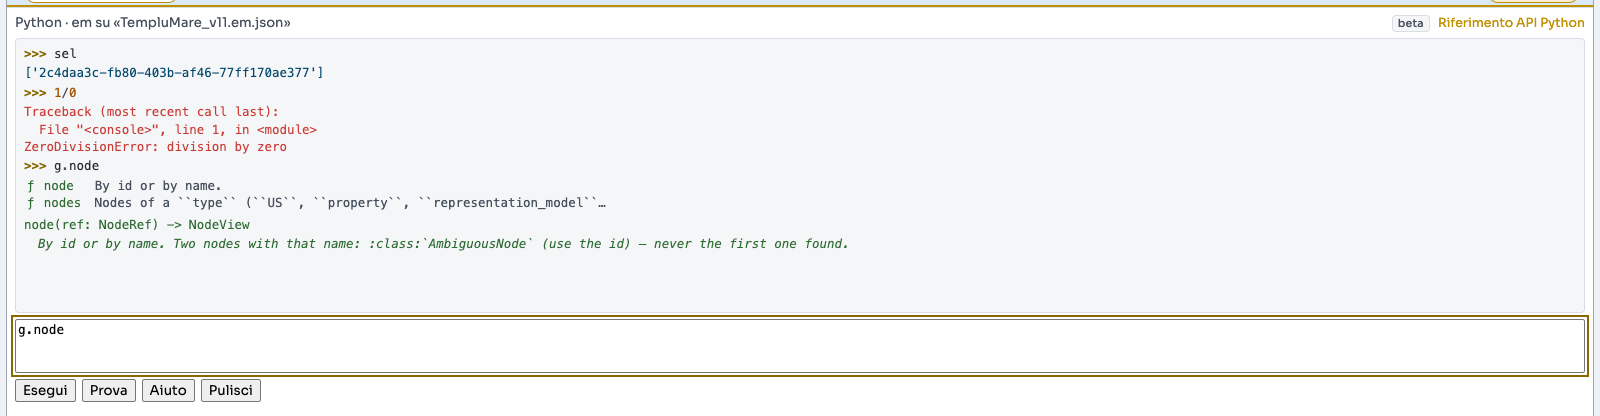 Python · em su «TempluMare_v11.em.json»
beta Riferimento API Python
>>> sel
['2c4daa3c-fb80-403b-af46-77ff170ae377']
>>> 1/0
Traceback (most recent call last):
  File "<console>", line 1, in <module>
ZeroDivisionError: division by zero
>>> g.node
ƒ node   By id or by name.
ƒ nodes  Nodes of a ``type`` (``US``, ``property``, ``representation_model``…
node(ref: NodeRef) -> NodeView
  By id or by name. Two nodes with that name: :class:`AmbiguousNode` (use the id) — never the first one found.
g.node
Esegui Prova Aiuto Pulisci